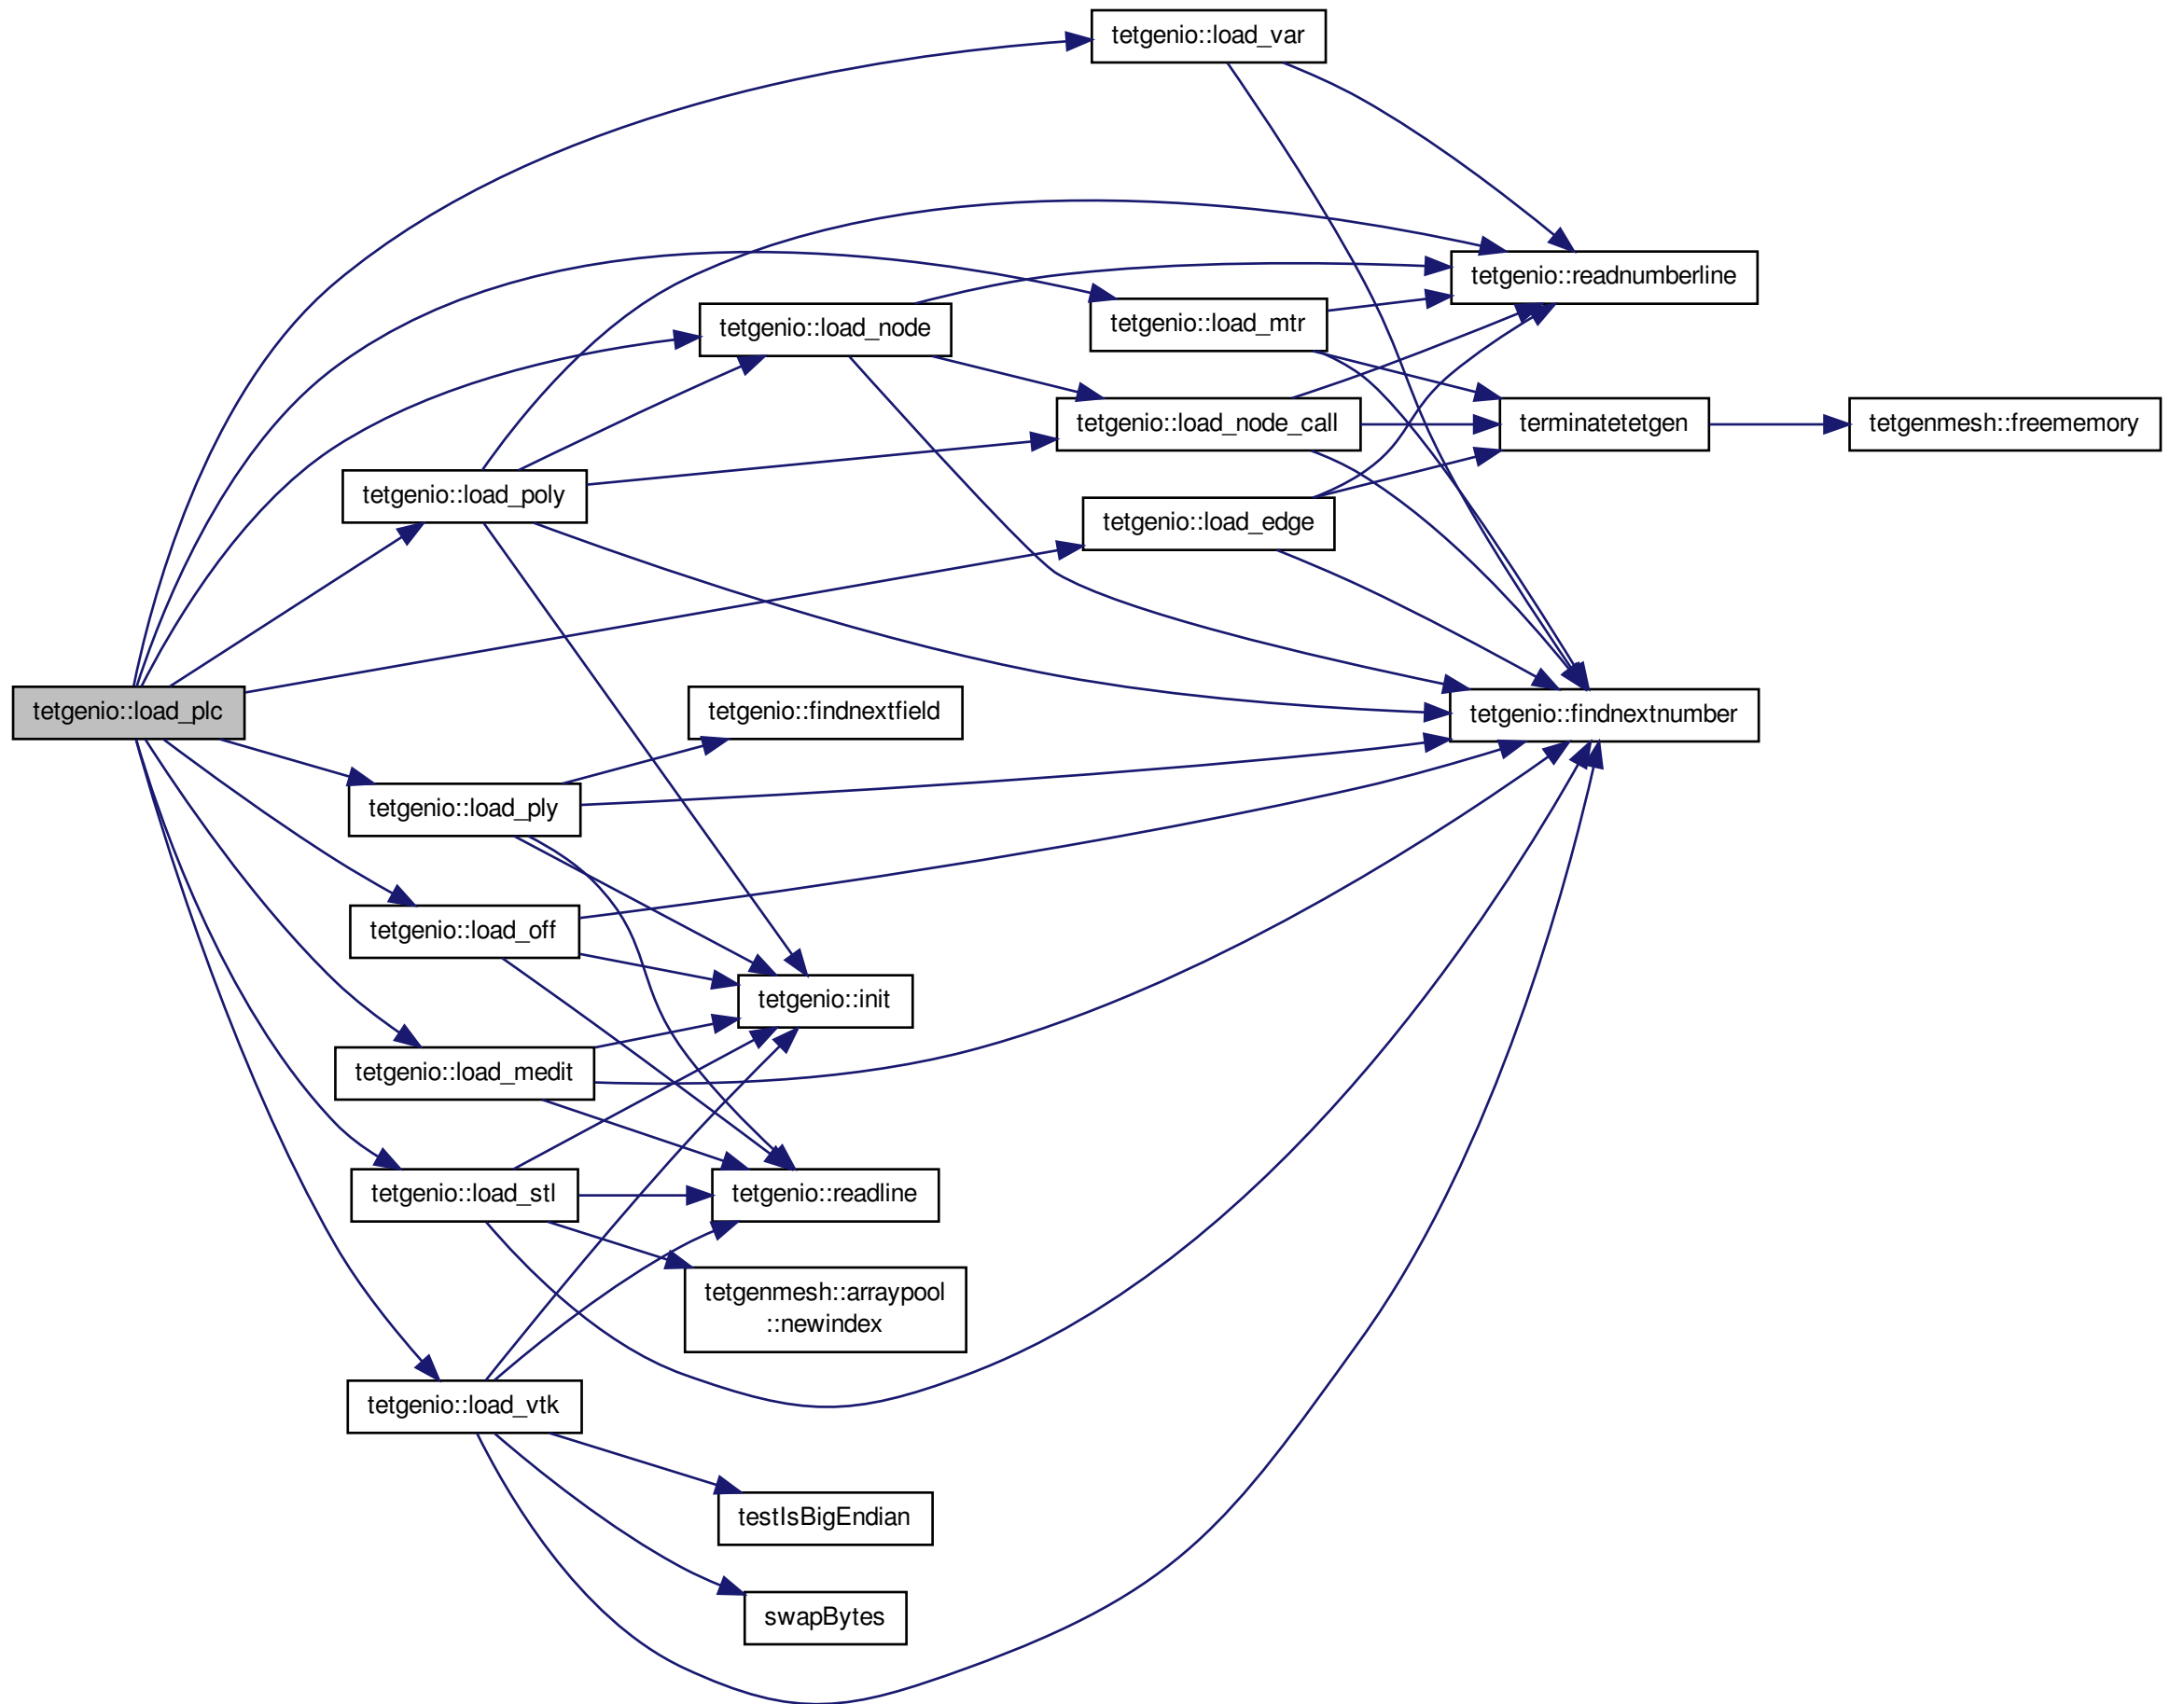 tetgenio::load_var
tetgenio::readnumberline
tetgenio::load_node
tetgenio::load_mtr
tetgenio::load_node_call
terminatetetgen
tetgenmesh::freememory
tetgenio::load_poly
tetgenio::load_edge
tetgenio::load_plc
tetgenio::findnextfield
tetgenio::findnextnumber
tetgenio::load_ply
tetgenio::load_off
tetgenio::init
tetgenio::load_medit
tetgenio::load_stl
tetgenio::readline
tetgenmesh::arraypool
::newindex
tetgenio::load_vtk
testIsBigEndian
swapBytes